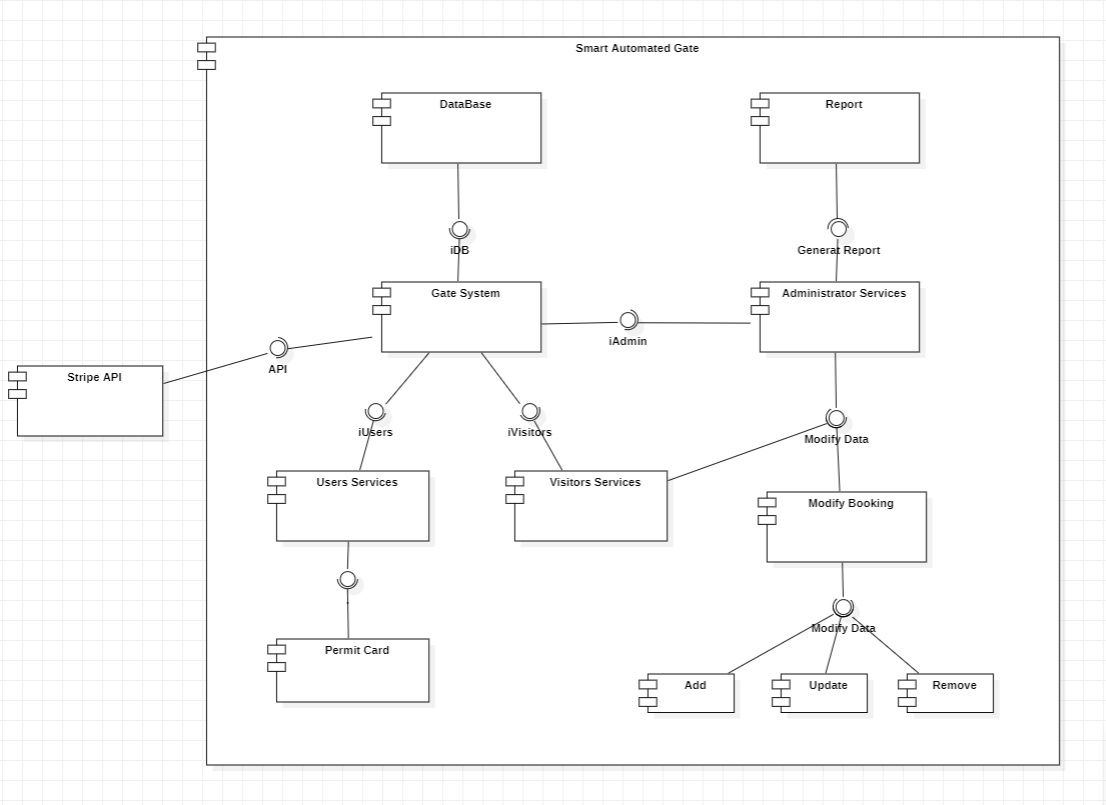 Smart Automated Gate
DataBase
Report
iDB
Generat Report
Gate System
Administrator Services
iAdmin
API
Stripe API
iUsers
iVisitors
Modify Data
Users Services
Visitors Services
Modify Booking
Modify Data
Permit Card
Add
Update
Remove